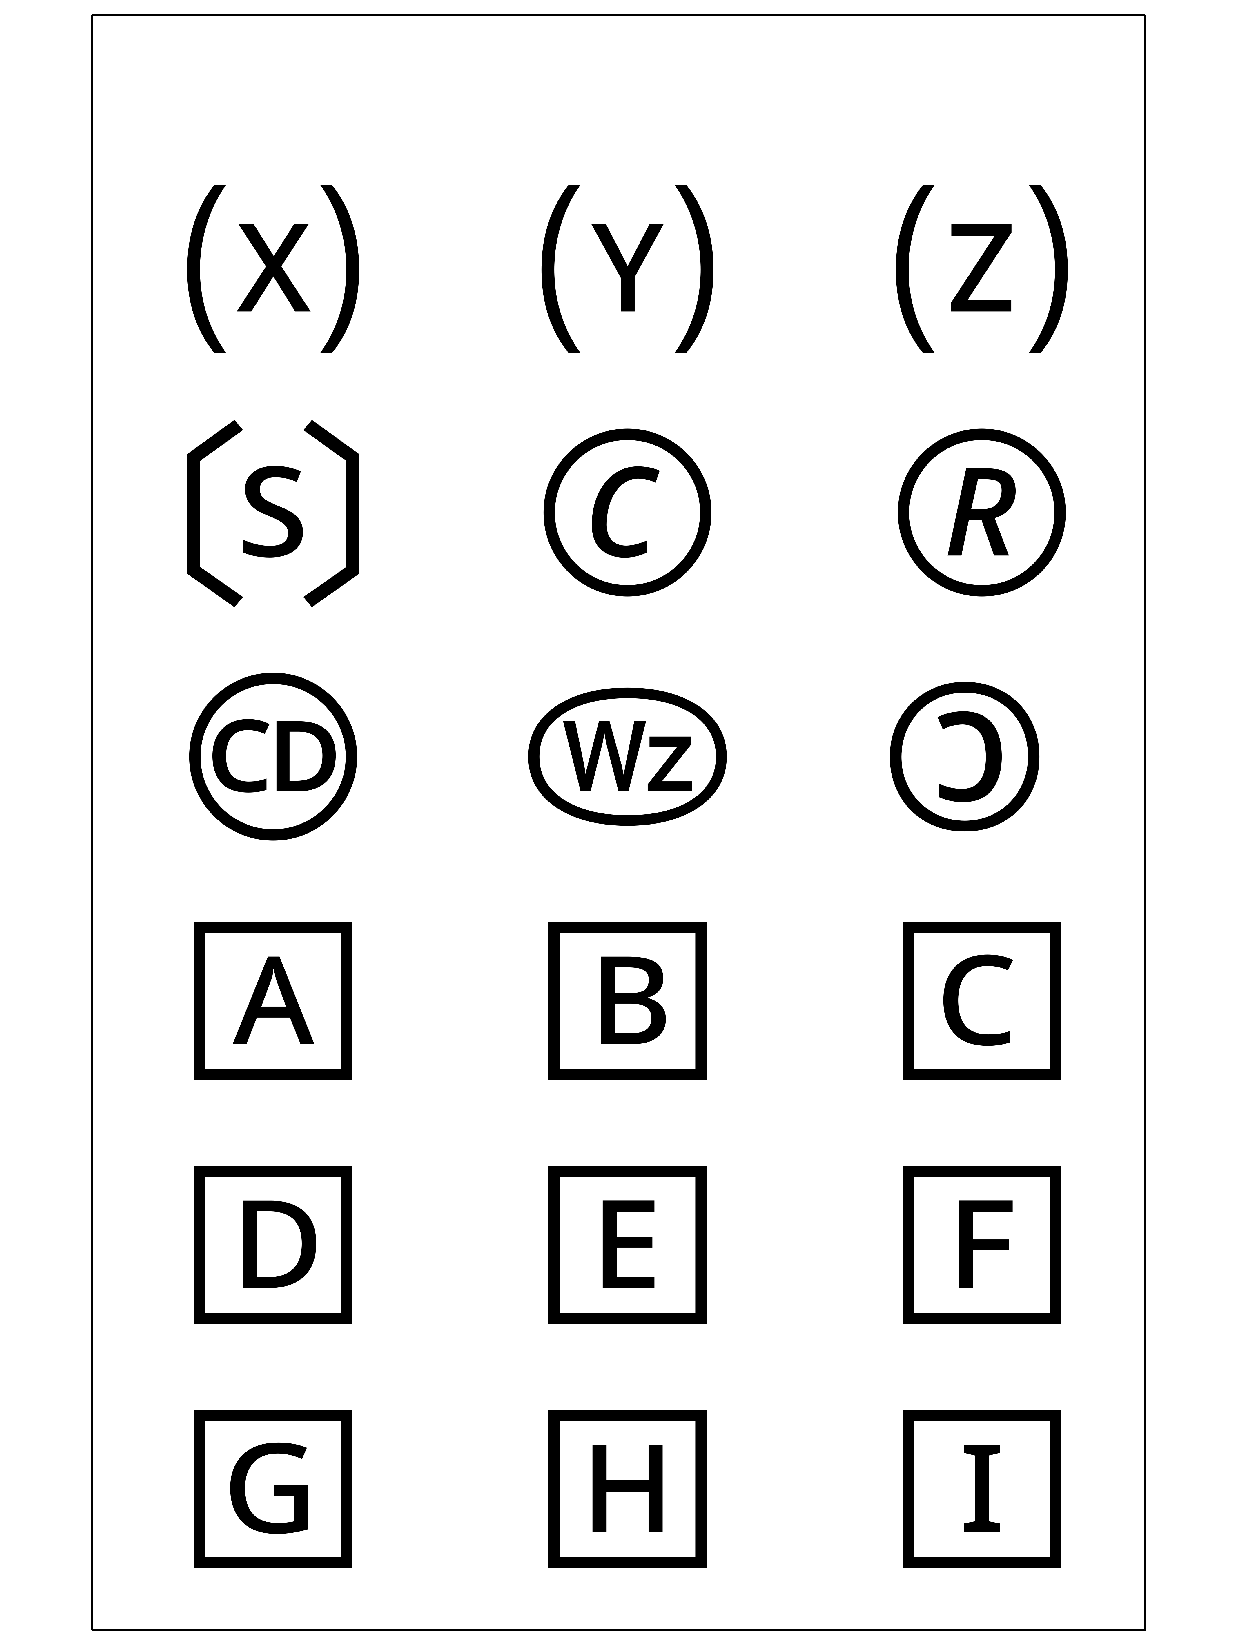 🄧 🄨 🄩
🄪 🄫 🄬
🄭 🄮 🄯
🄰 🄱 🄲
🄳 🄴 🄵
🄶 🄷 🄸